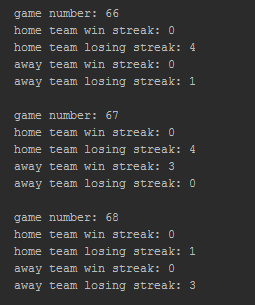 game number: 66
home team win streak: 0
home team losing streak: 4
away team win streak: 0
away team losing streak: 1
game number: 67
home team win streak: 0
home team losing streak: 4
away team win streak: 3
away team losing streak: 0
game number: 68
home team win streak: 0
home team losing streak: 1
away team win streak: 0
away team losing streak: 3